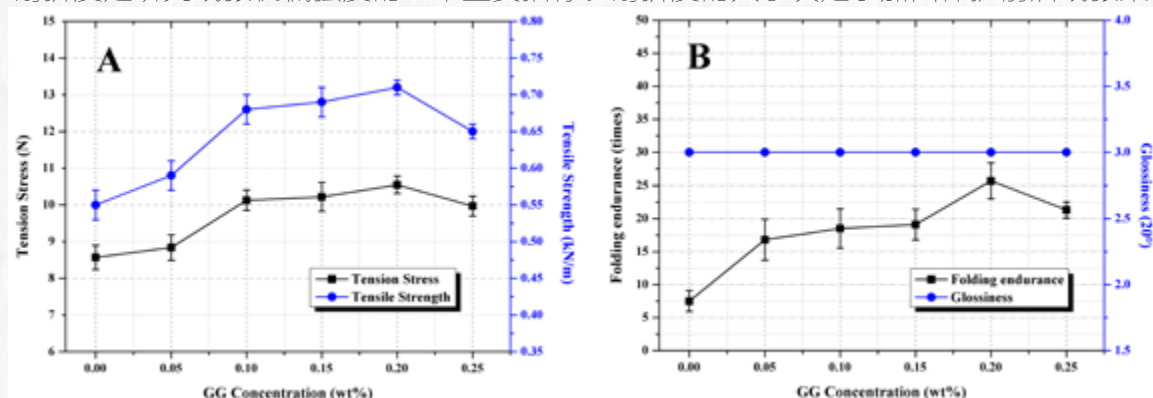 A
15
14
13
12
11
10
9
8
7
6
Tension Stress (N)
0.80
0.75
0.70
0.65
0.60
0.55
0.50
0.45
0.40
0.35
Tensile Strength (kN/m)
Tension Stress
Tensile Strength
0.00 0.05 0.10 0.15 0.20 0.25
GG Concentration (wt%)
B
50
45
40
35
30
25
20
15
10
5
0
Folding endurance (times)
4.0
3.5
3.0
2.5
2.0
1.5
Glossiness (20°)
Folding endurance
Glossiness
0.00 0.05 0.10 0.15 0.20 0.25
GG Concentration (wt%)